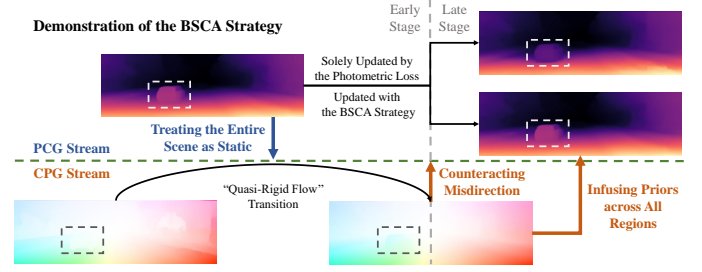 Demonstration of the BSCA Strategy
Early
Stage
Late
Stage
Solely Updated by
the Photometric Loss
Updated with
the BSCA Strategy
Treating the Entire
Scene as Static
PCG Stream
CPG Stream
“Quasi-Rigid Flow”
Transition
Counteracting
Misdirection
Infusing Priors
across All
Regions